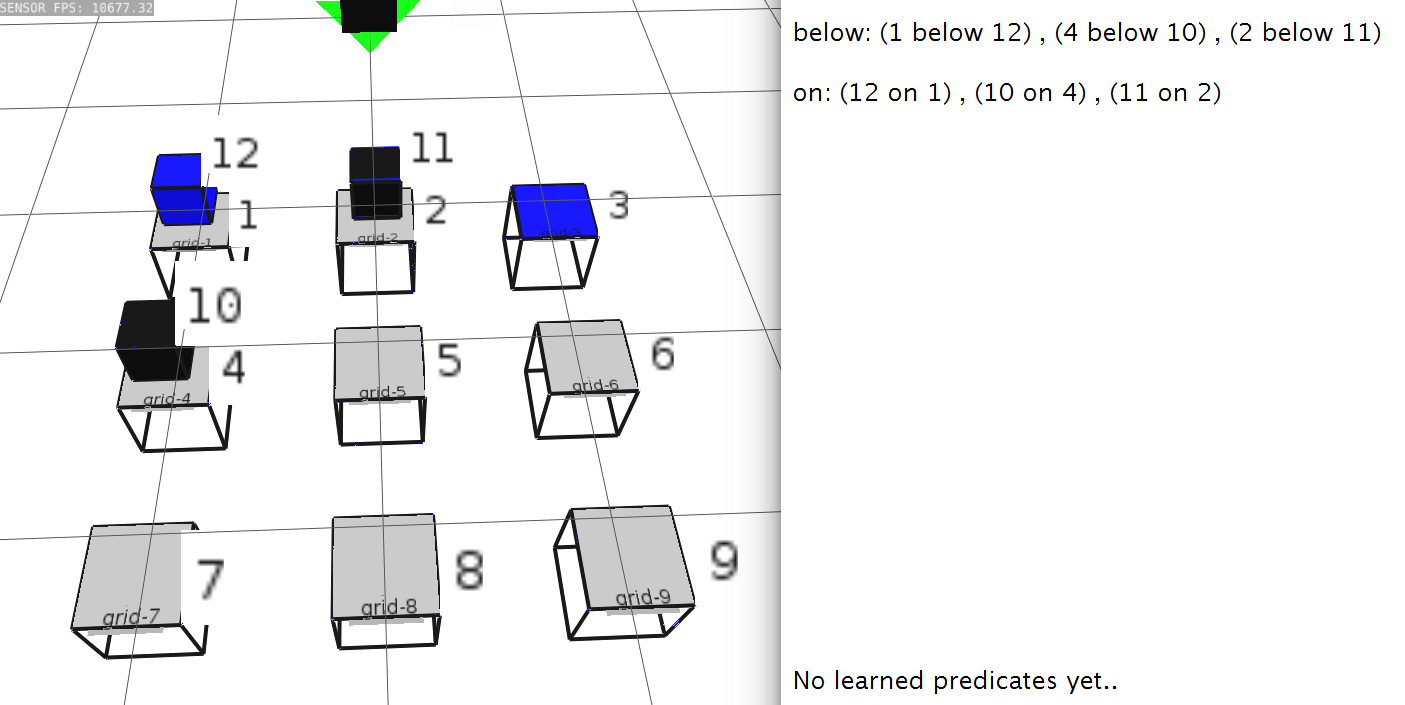 SENSOR FPS: 10677.32
below: (1 below 12) , (4 below 10) , (2 below 11)
on: (12 on 1) , (10 on 4) , (11 on 2)
12
11
1
2
3
grid-1
grid-2
grid-3
10
4
5
6
grid-4
grid-5
grid-6
7
8
9
grid-7
grid-8
grid-9
No learned predicates yet..